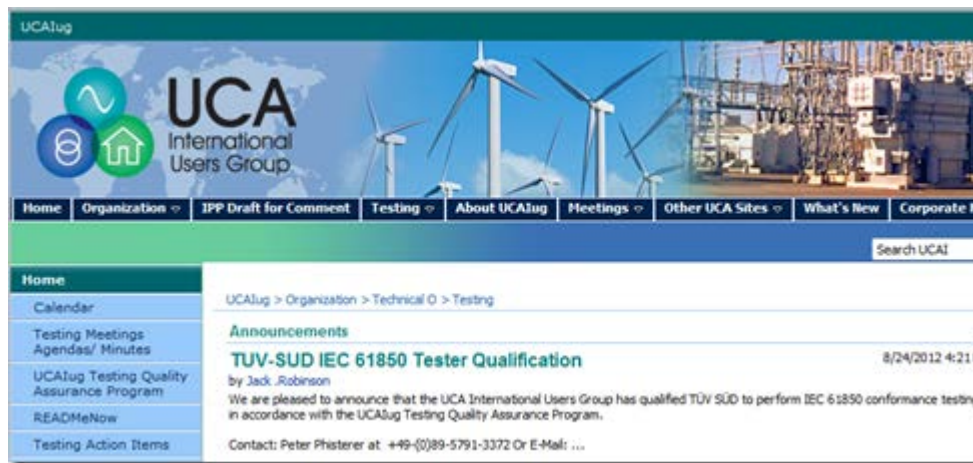 UCAIug
UCA
International
Users Group
Home Organization IPP Draft for Comment Testing About UCAIug Meetings Other UCA Sites What's New Corporate
Search UCAI
Home
Calendar
Testing Meetings
Agendas/ Minutes
UCAIug Testing Quality
Assurance Program
READMeNow
Testing Action Items
UCAIug > Organization > Technical O > Testing
Announcements
TUV-SUD IEC 61850 Tester Qualification 8/24/2012 4:21
by Jack .Robinson
We are pleased to announce that the UCA International Users Group has qualified TÜV SÜD to perform IEC 61850 conformance testing
in accordance with the UCAIug Testing Quality Assurance Program.
Contact: Peter Phisterer at +49-(0)89-5791-3372 Or E-Mail: ...